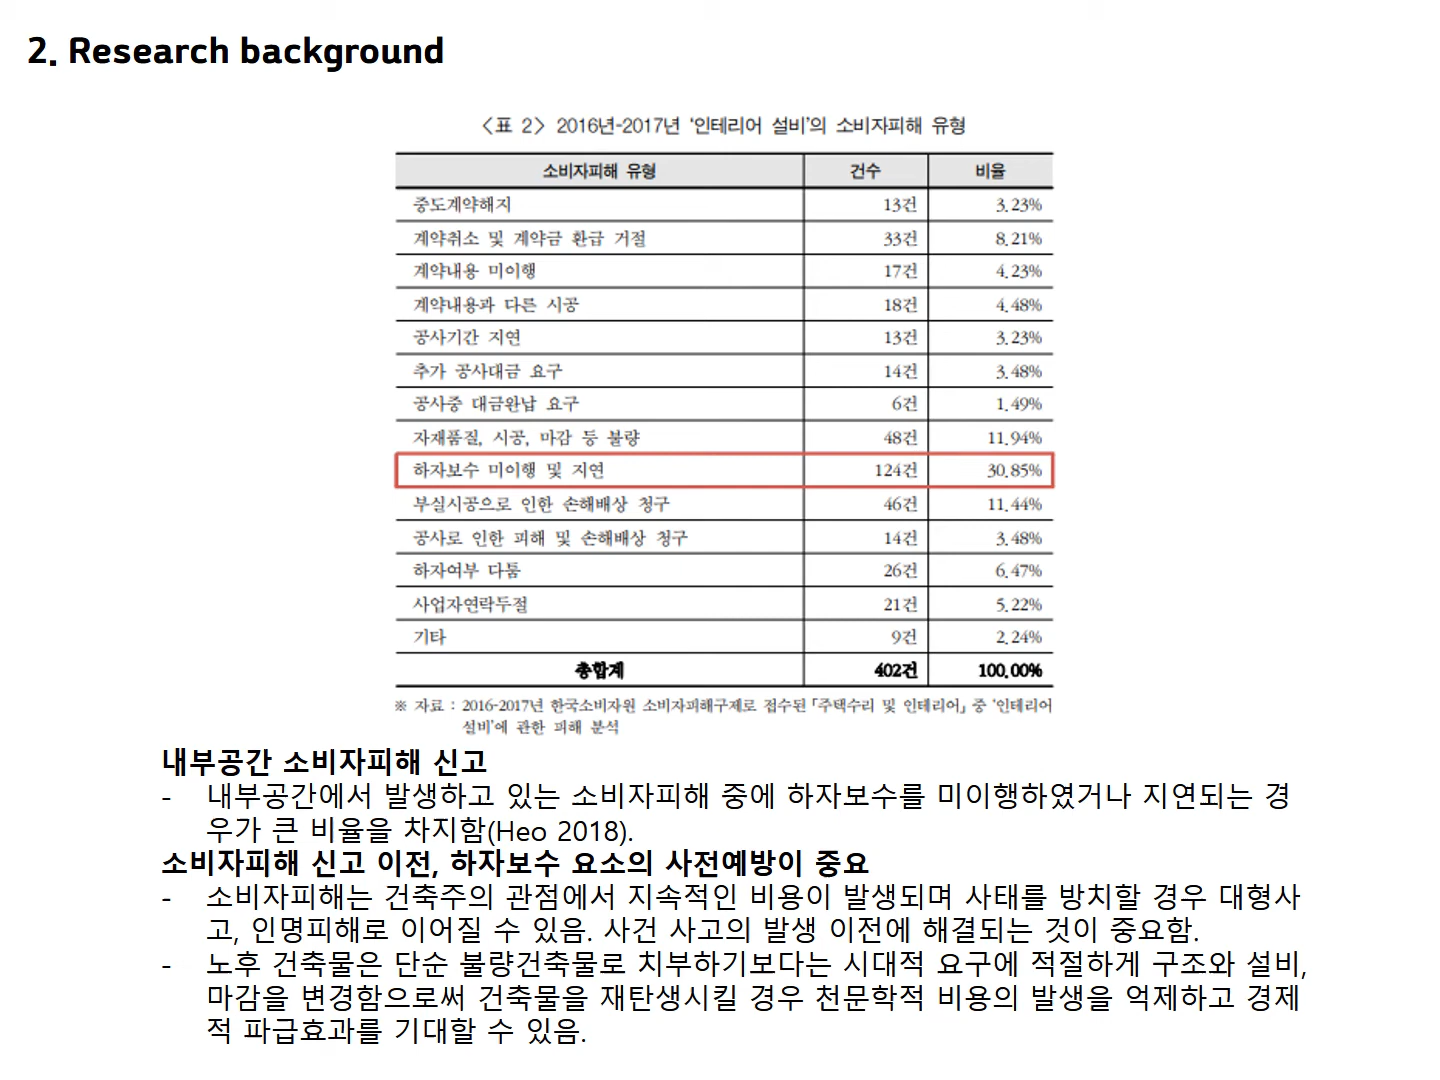 2. Research background
<표 2> 2016년-2017년 '인테리어 설비'의 소비자피해 유형
소비자피해 유형 건수 비율
중도계약해지 13건 3.23%
계약취소 및 계약금 환급 거절 33건 8.21%
계약내용 미이행 17건 4.23%
계약내용과 다른 시공 18건 4.48%
공사기간 지연 13건 3.23%
추가 공사대금 요구 14건 3.48%
공사중 대금완납 요구 6건 1.49%
자재품질, 시공, 마감 등 불량 48건 11.94%
하자보수 미이행 및 지연 124건 30.85%
부실시공으로 인한 손해배상 청구 46건 11.44%
공사로 인한 피해 및 손해배상 청구 14건 3.48%
하자여부 다툼 26건 6.47%
사업자연락두절 21건 5.22%
기타 9건 2.24%
총합계 402건 100.00%
※ 자료 : 2016-2017년 한국소비자원 소비자피해구제로 접수된 「주택수리 및 인테리어」 중 '인테리어
설비'에 관한 피해 분석
내부공간 소비자피해 신고
- 내부공간에서 발생하고 있는 소비자피해 중에 하자보수를 미이행하였거나 지연되는 경
우가 큰 비율을 차지함(Heo 2018).
소비자피해 신고 이전, 하자보수 요소의 사전예방이 중요
- 소비자피해는 건축주의 관점에서 지속적인 비용이 발생되며 사태를 방치할 경우 대형사
고, 인명피해로 이어질 수 있음. 사건 사고의 발생 이전에 해결되는 것이 중요함.
- 노후 건축물은 단순 불량건축물로 치부하기보다는 시대적 요구에 적절하게 구조와 설비,
마감을 변경함으로써 건축물을 재탄생시킬 경우 천문학적 비용의 발생을 억제하고 경제
적 파급효과를 기대할 수 있음.